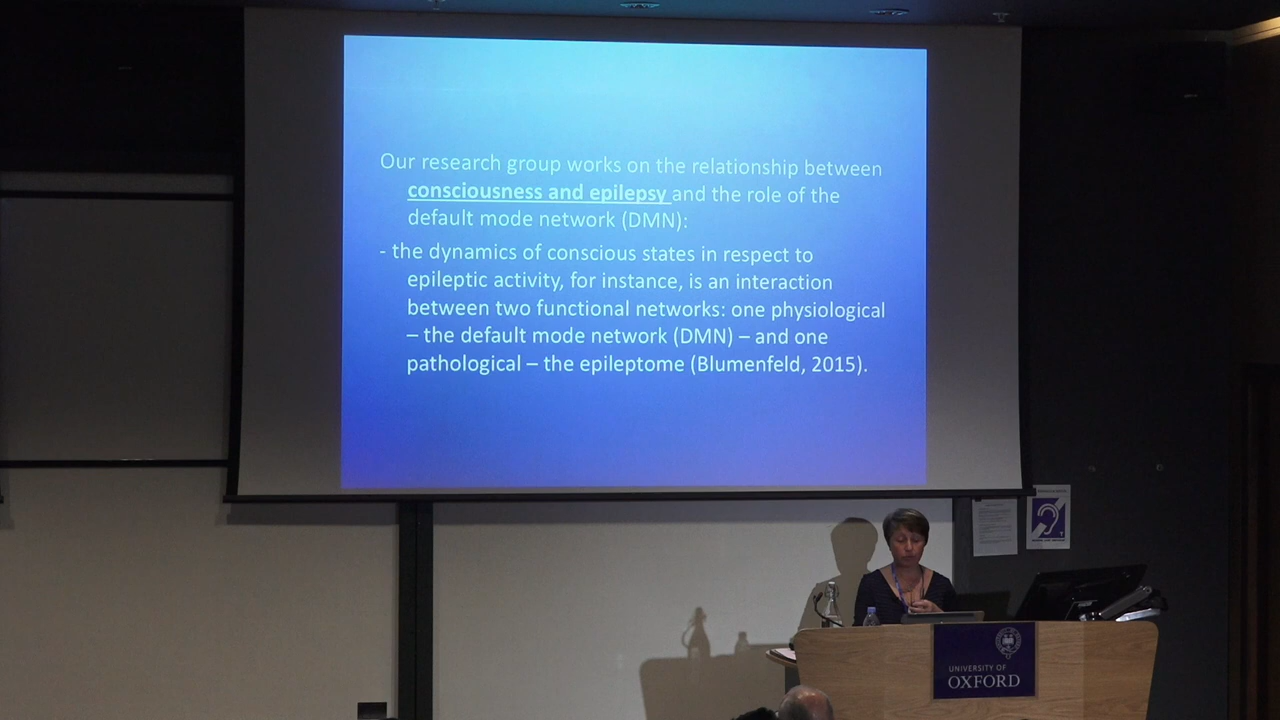 Our research group works on the relationship between
consciousness and epilepsy and the role of the
default mode network (DMN):
- the dynamics of conscious states in respect to
epileptic activity, for instance, is an interaction
between two functional networks: one physiological
– the default mode network (DMN) – and one
pathological – the epileptome (Blumenfeld, 2015).
UNIVERSITY OF
OXFORD